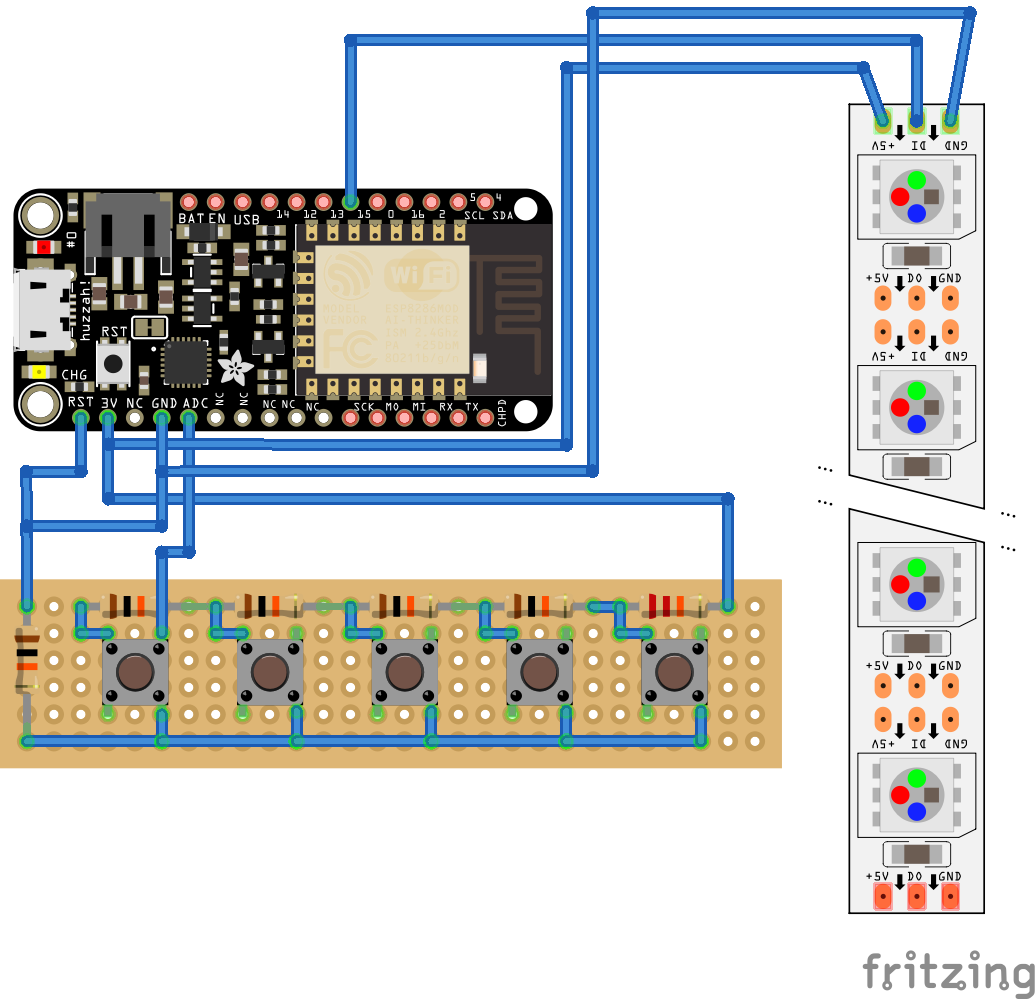 +5V
DI
GND
BAT
EN
USB
14
12
13
15
0
16
2
5
4
SCL
SDA
#0
huzzah!
WiFi
FC
RST
CHG
RST
3V
NC
GND
ADC
NC
NC
NC
NC
NC
SCK
MO
MI
RX
TX
CHPD
+5V
DO
GND
+5V
DI
GND
...
...
...
...
+5V
DO
GND
+5V
DI
GND
+5V
DO
GND
fritzing